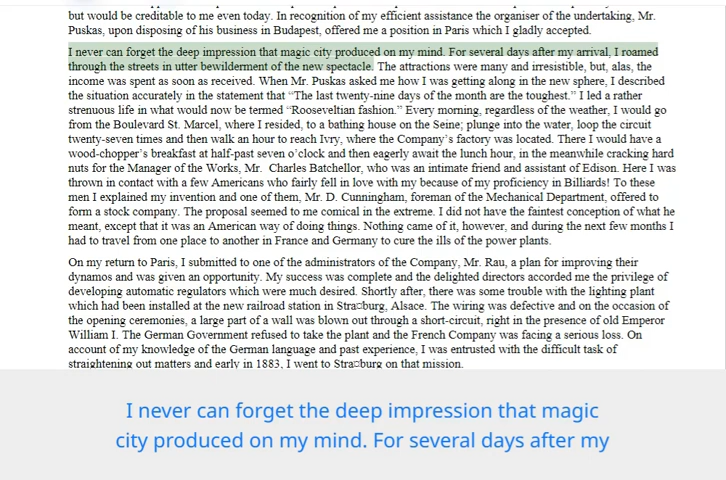 but would be creditable to me even today. In recognition of my efficient assistance the organiser of the undertaking, Mr.
Puskas, upon disposing of his business in Budapest, offered me a position in Paris which I gladly accepted.
I never can forget the deep impression that magic city produced on my mind. For several days after my arrival, I roamed
through the streets in utter bewilderment of the new spectacle. The attractions were many and irresistible, but, alas, the
income was spent as soon as received. When Mr. Puskas asked me how I was getting along in the new sphere, I described
the situation accurately in the statement that “The last twenty-nine days of the month are the toughest.” I led a rather
strenuous life in what would now be termed “Rooseveltian fashion.” Every morning, regardless of the weather, I would go
from the Boulevard St. Marcel, where I resided, to a bathing house on the Seine; plunge into the water, loop the circuit
twenty-seven times and then walk an hour to reach Ivry, where the Company’s factory was located. There I would have a
wood-chopper’s breakfast at half-past seven o’clock and then eagerly await the lunch hour, in the meanwhile cracking hard
nuts for the Manager of the Works, Mr. Charles Batchellor, who was an intimate friend and assistant of Edison. Here I was
thrown in contact with a few Americans who fairly fell in love with my because of my proficiency in Billiards! To these
men I explained my invention and one of them, Mr. D. Cunningham, foreman of the Mechanical Department, offered to
form a stock company. The proposal seemed to me comical in the extreme. I did not have the faintest conception of what he
meant, except that it was an American way of doing things. Nothing came of it, however, and during the next few months I
had to travel from one place to another in France and Germany to cure the ills of the power plants.
On my return to Paris, I submitted to one of the administrators of the Company, Mr. Rau, a plan for improving their
dynamos and was given an opportunity. My success was complete and the delighted directors accorded me the privilege of
developing automatic regulators which were much desired. Shortly after, there was some trouble with the lighting plant
which had been installed at the new railroad station in Stra□burg, Alsace. The wiring was defective and on the occasion of
the opening ceremonies, a large part of a wall was blown out through a short-circuit, right in the presence of old Emperor
William I. The German Government refused to take the plant and the French Company was facing a serious loss. On
account of my knowledge of the German language and past experience, I was entrusted with the difficult task of
straightening out matters and early in 1883, I went to Stra□burg on that mission.
I never can forget the deep impression that magic
city produced on my mind. For several days after my